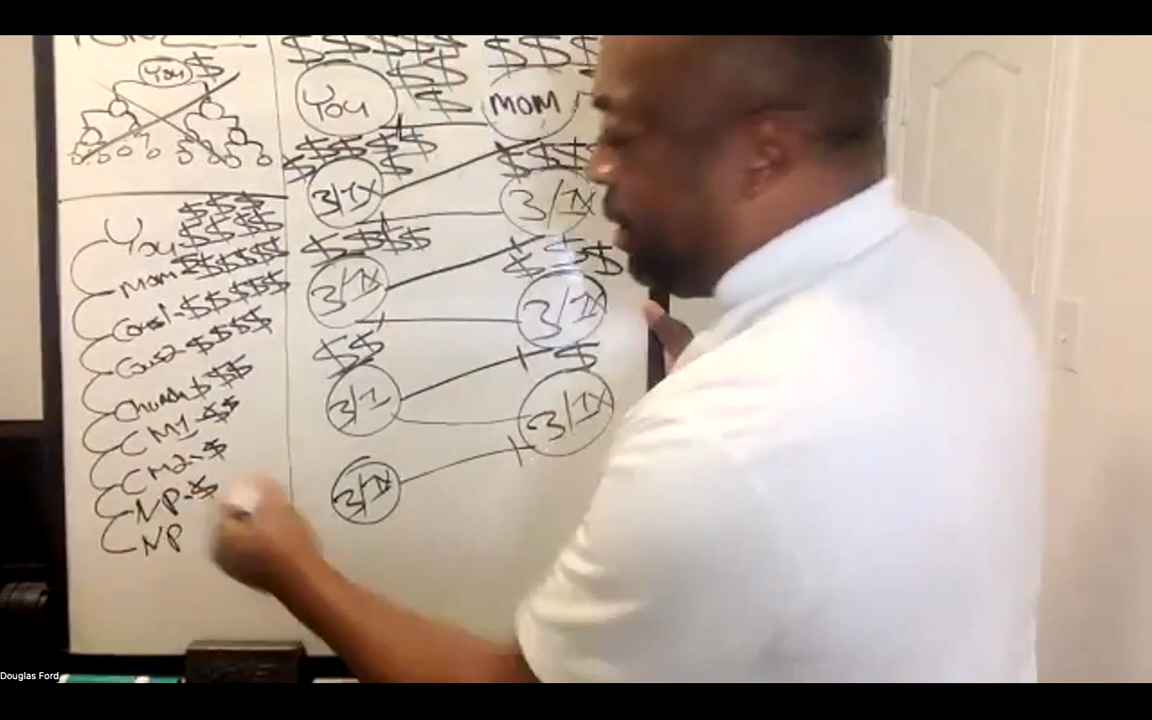 You $
$$$$$
$$$
$$
$
You
MOM
$$$$$
$$$$
3/1X
3/1X
$$$$$
$$
$$
3/1X
3/1X
$$
$
3/1
3/1X
3/1X
You $$$
$$$$
Mom-$$$$$
Cous1-$$$$$
Cous2-$$$$
Church $$$
CM1-$$
CM2-$
NP-$
NP
Douglas Ford